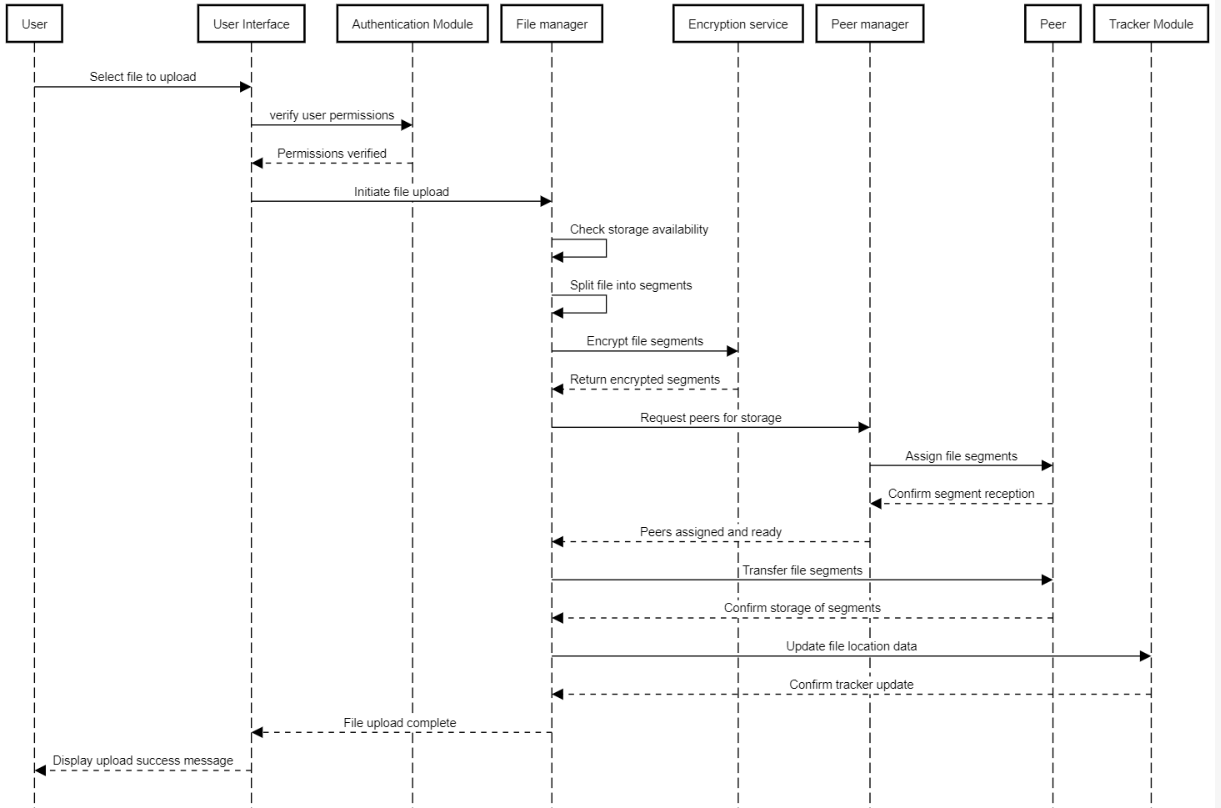 User
User Interface
Authentication Module
File manager
Encryption service
Peer manager
Peer
Tracker Module
Select file to upload
verify user permissions
Permissions verified
Initiate file upload
Check storage availability
Split file into segments
Encrypt file segments
Return encrypted segments
Request peers for storage
Assign file segments
Confirm segment reception
Peers assigned and ready
Transfer file segments
Confirm storage of segments
Update file location data
Confirm tracker update
File upload complete
Display upload success message